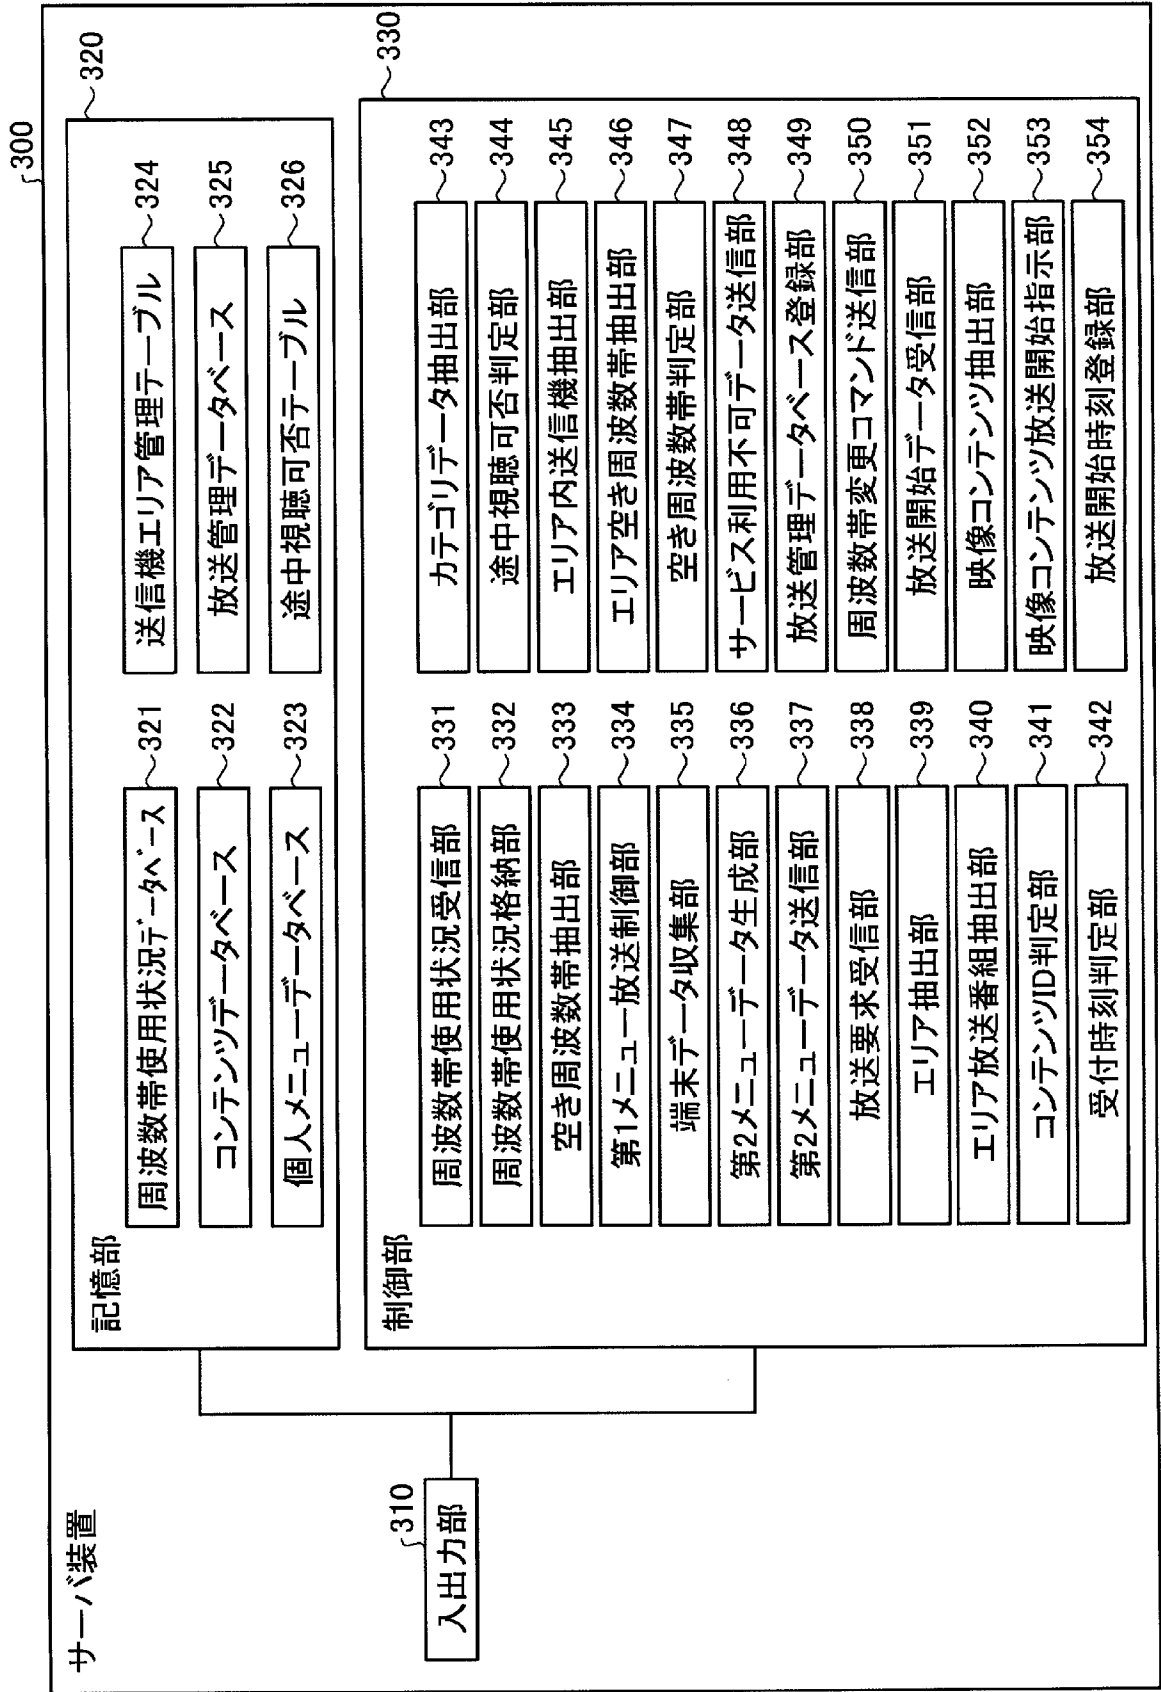 300
サーバ装置
310
入出力部
320
記憶部
周波数帯使用状況データベース
321
コンテンツデータベース
322
個人メニューデータベース
323
送信機エリア管理テーブル
324
放送管理データベース
325
途中視聴可否テーブル
326
330
制御部
周波数帯使用状況受信部
331
周波数帯使用状況格納部
332
空き周波数帯抽出部
333
第1メニュー放送制御部
334
端末データ収集部
335
第2メニューデータ生成部
336
第2メニューデータ送信部
337
放送要求受信部
338
エリア抽出部
339
エリア放送番組抽出部
340
コンテンツID判定部
341
受付時刻判定部
342
カテゴリデータ抽出部
343
途中視聴可否判定部
344
エリア内送信機抽出部
345
エリア空き周波数帯抽出部
346
空き周波数帯判定部
347
サービス利用不可データ送信部
348
放送管理データベース登録部
349
周波数帯変更コマンド送信部
350
放送開始データ受信部
351
映像コンテンツ抽出部
352
映像コンテンツ放送開始指示部
353
放送開始時刻登録部
354